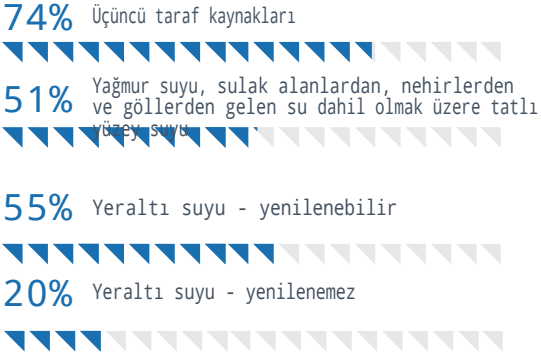 74% Üçüncü taraf kaynakları
51% Yağmur suyu, sulak alanlardan, nehirlerden
ve göllerden gelen su dahil olmak üzere tatlı
yüzey suyu
55% Yeraltı suyu - yenilenebilir
20% Yeraltı suyu - yenilenemez